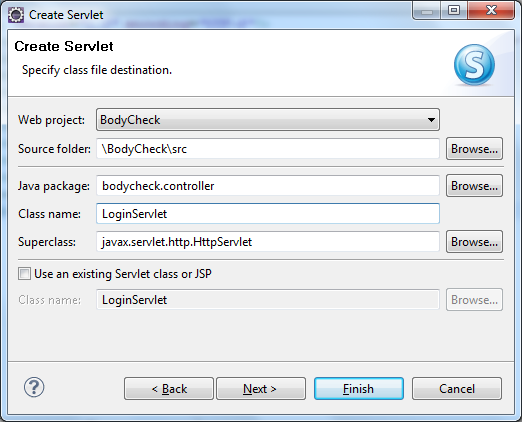 Create Servlet
Create Servlet
Specify class file destination.
S
Web project: BodyCheck
Source folder: \BodyCheck\src Browse...
Java package: bodycheck.controller Browse...
Class name: LoginServlet
Superclass: javax.servlet.http.HttpServlet Browse...
Use an existing Servlet class or JSP
Class name: LoginServlet Browse...
? < Back Next > Finish Cancel